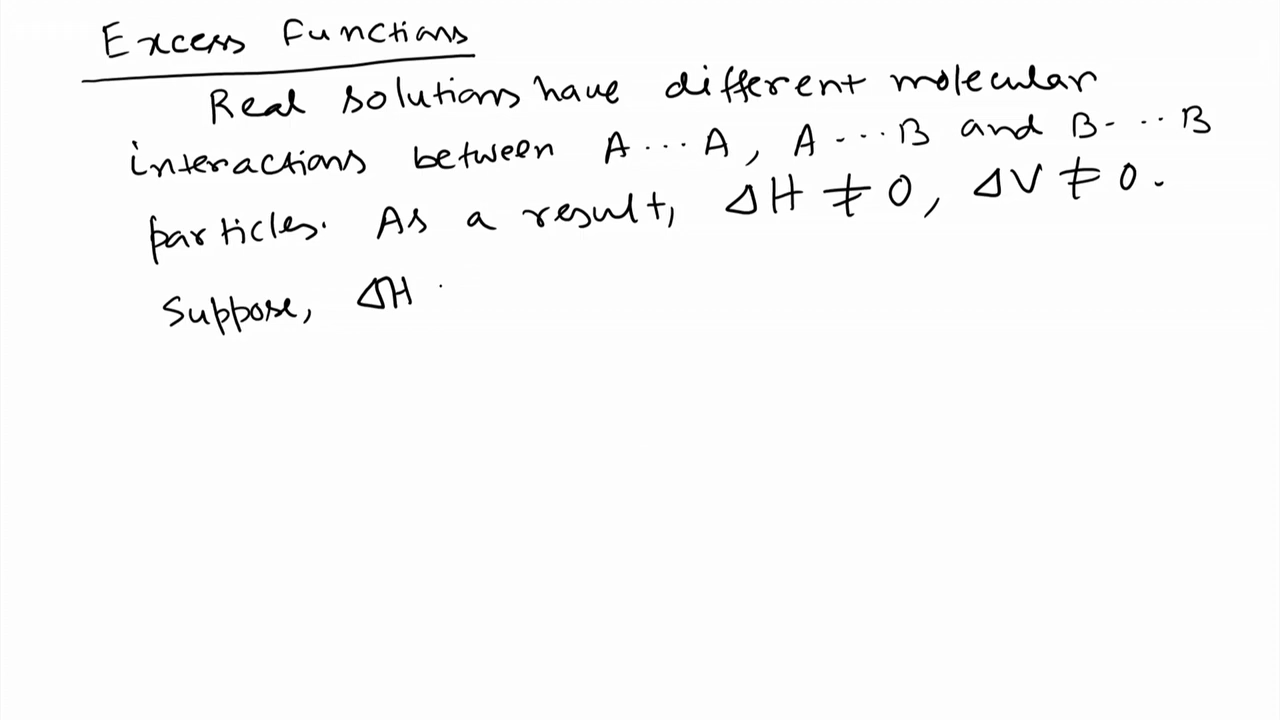 Excess Functions
Real solutions have different molecular
interactions between A...A, A...B and B-...B
particles. As a result, ΔH ≠ 0, ΔV ≠ 0.
Suppose, ΔH